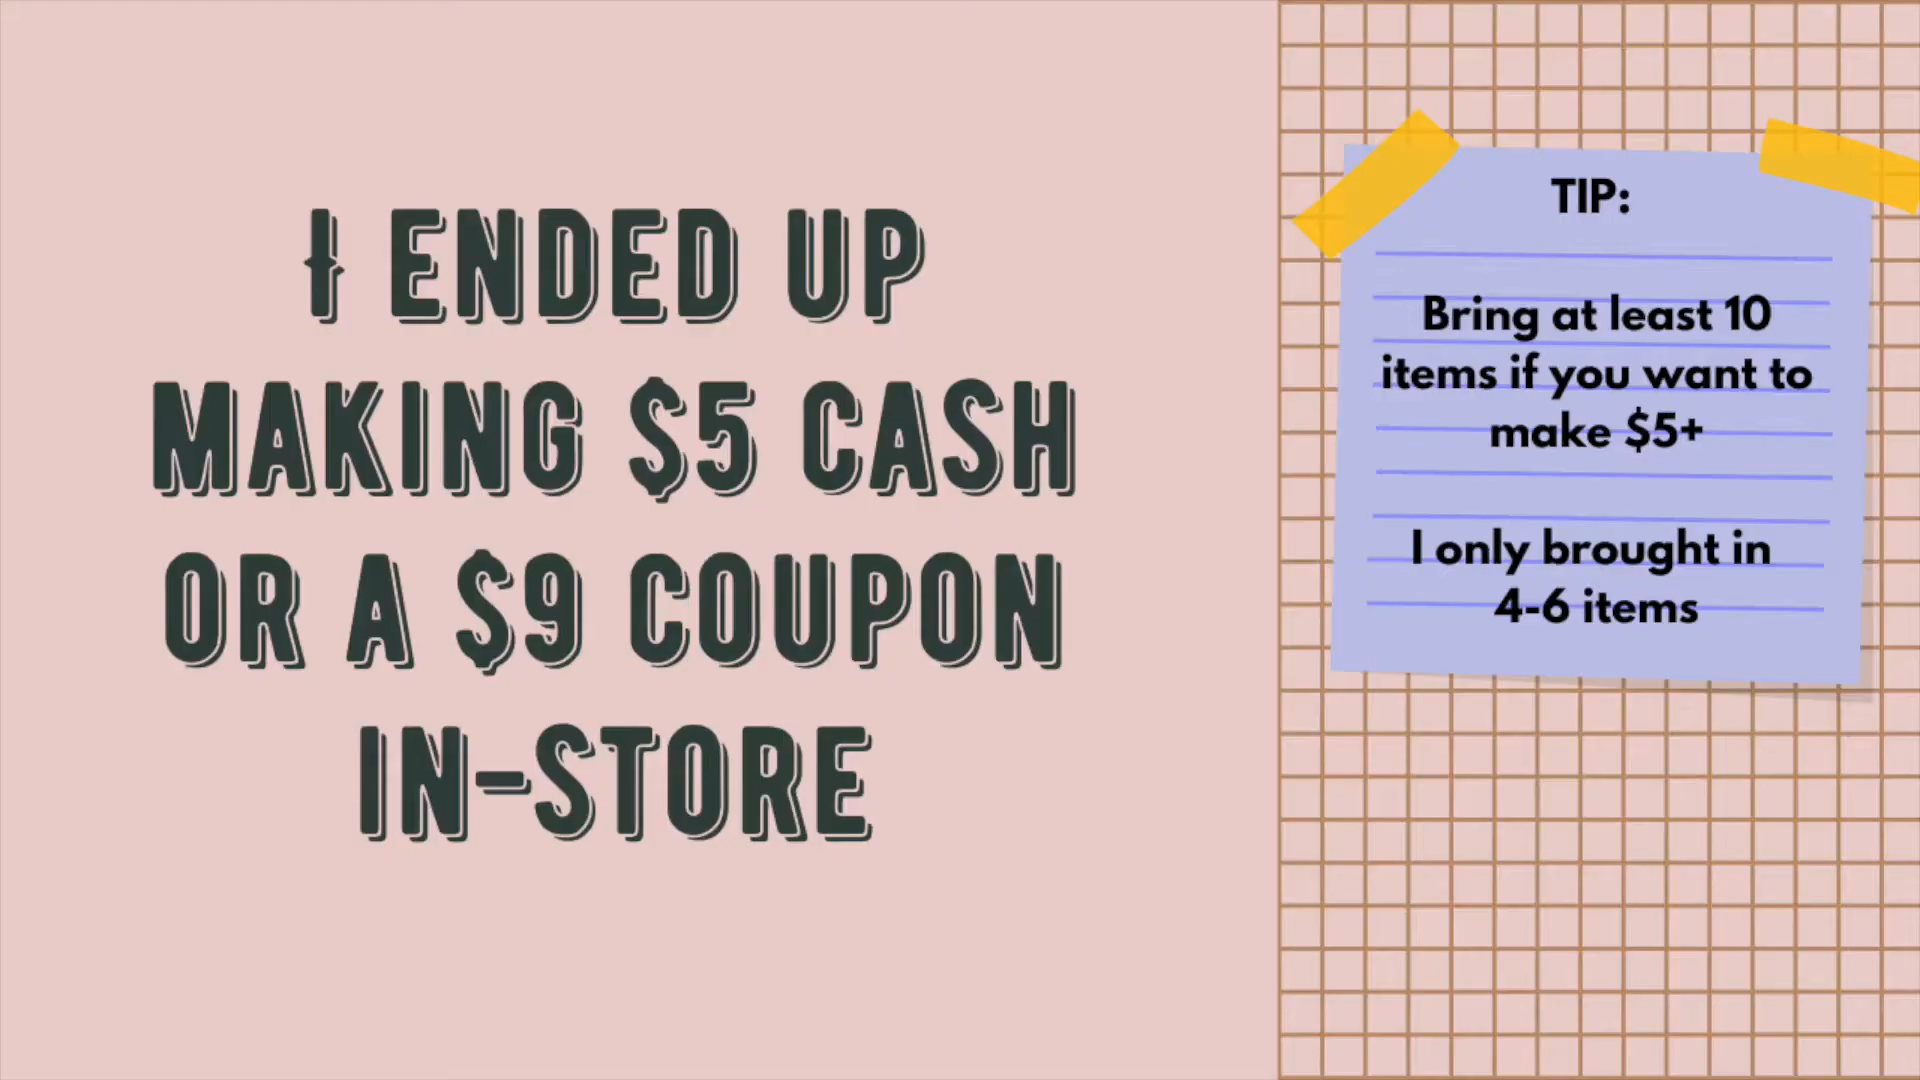 I ENDED UP
MAKING $5 CASH
OR A $9 COUPON
IN-STORE
TIP:
Bring at least 10
items if you want to
make $5+
I only brought in
4-6 items